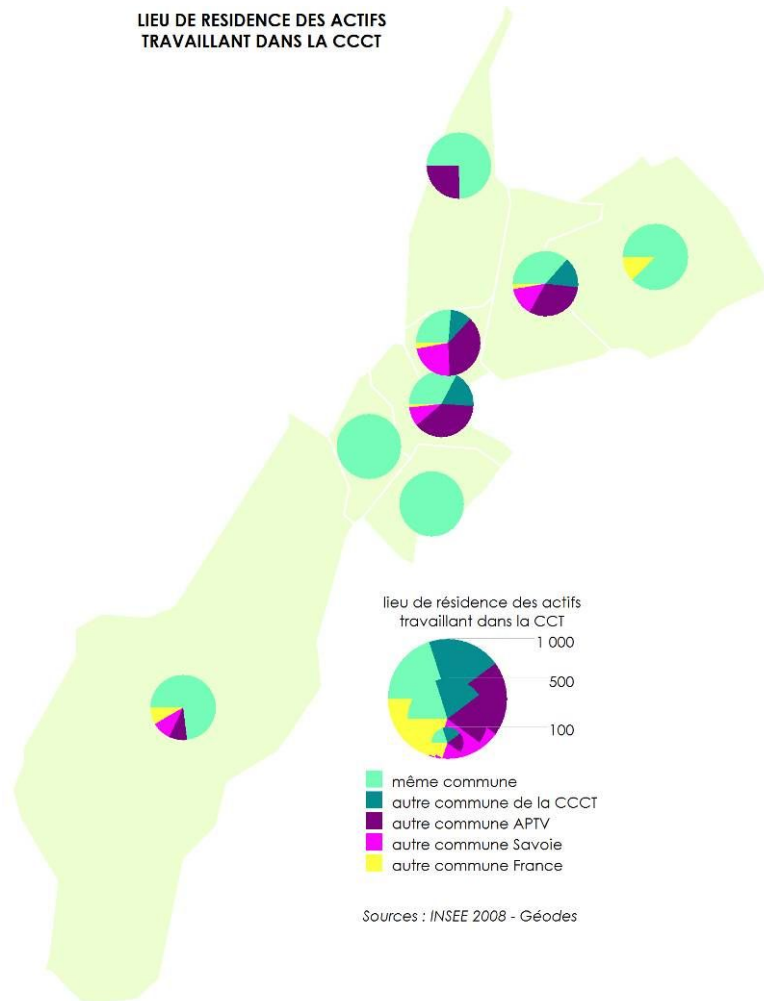 LIEU DE RESIDENCE DES ACTIFS
TRAVAILLANT DANS LA CCCT
lieu de résidence des actifs
travaillant dans la CCT
1 000
500
100
même commune
autre commune de la CCCT
autre commune APTV
autre commune Savoie
autre commune France
Sources : INSEE 2008 - Géodes